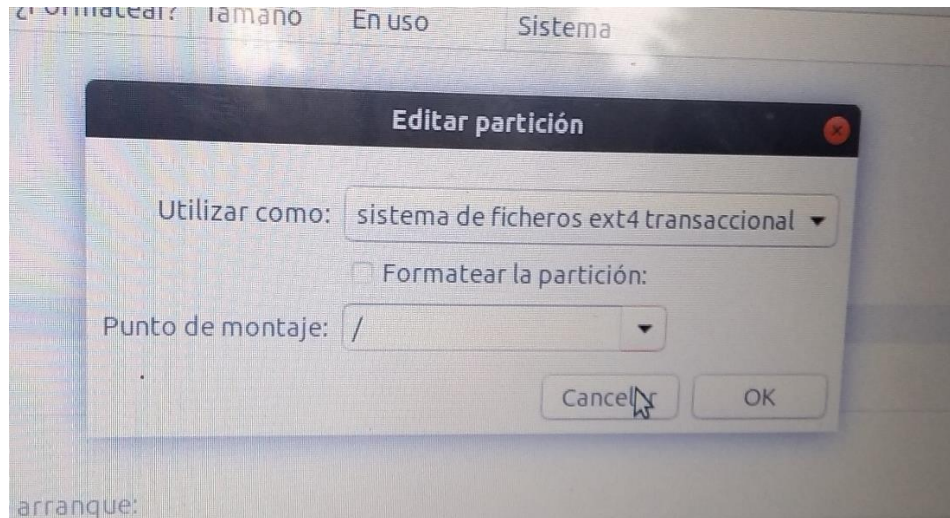 ¿Formatear? Tamaño En uso Sistema
Editar partición
Utilizar como: sistema de ficheros ext4 transaccional
Formatear la partición:
Punto de montaje: /
Cancelar OK
arranque: